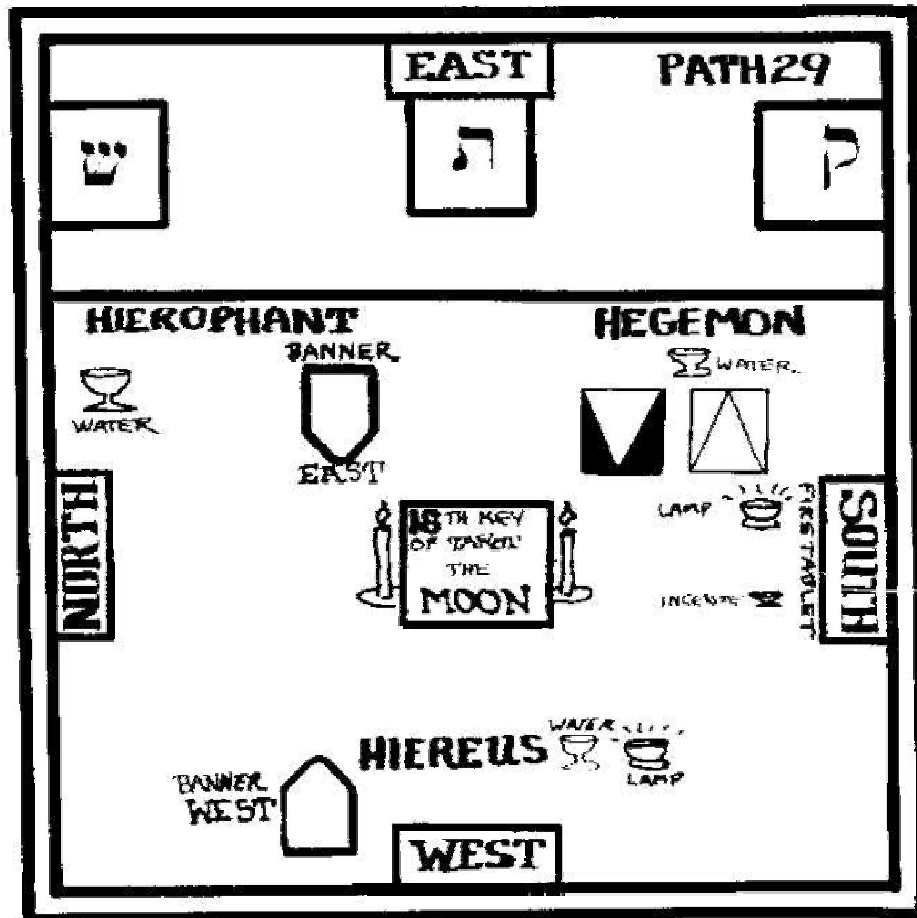 EAST
PATH 29
ש
ת
ק
HIEROPHANT
HEGEMON
BANNER
WATER
WATER
EAST
NORTH
SOUTH
18TH KEY
OF TAROT
THE
MOON
LAMP
FIRE TABLET
INCENSE
HIEREUS
WATER
LAMP
BANNER
WEST
WEST